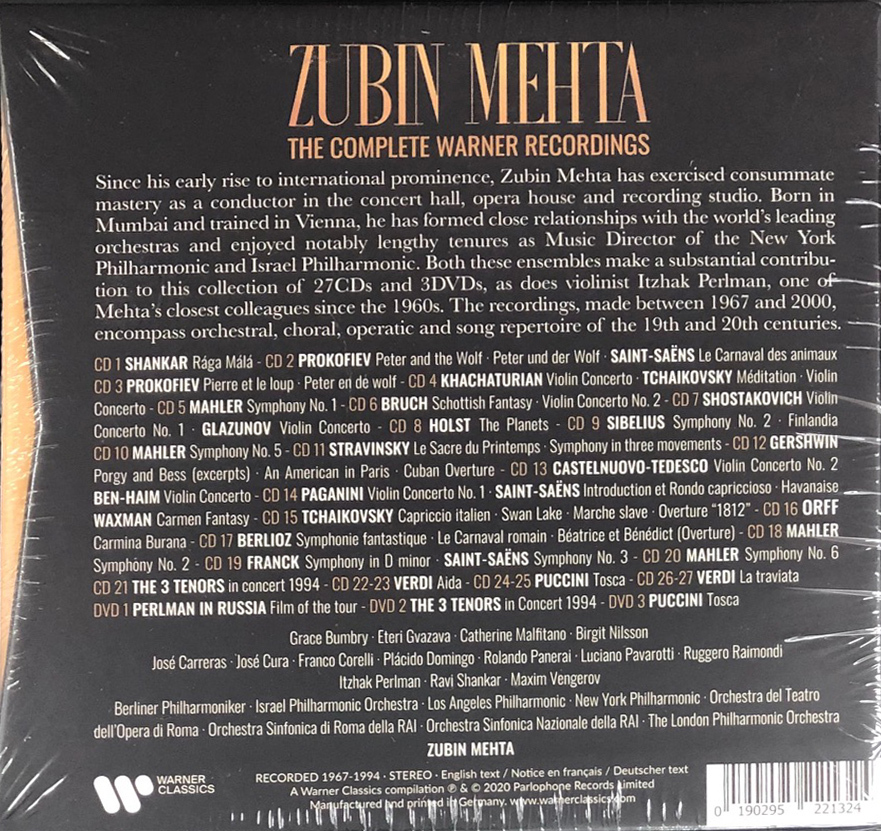 ZUBIN MEHTA
THE COMPLETE WARNER RECORDINGS
Since his early rise to international prominence, Zubin Mehta has exercised consummate
mastery as a conductor in the concert hall, opera house and recording studio. Born in
Mumbai and trained in Vienna, he has formed close relationships with the world's leading
orchestras and enjoyed notably lengthy tenures as Music Director of the New York
Philharmonic and Israel Philharmonic. Both these ensembles make a substantial contribu-
tion to this collection of 27CDs and 3DVDs, as does violinist Itzhak Perlman, one of
Mehta's closest colleagues since the 1960s. The recordings, made between 1967 and 2000,
encompass orchestral, choral, operatic and song repertoire of the 19th and 20th centuries.
CD 1 SHANKAR Rága Málá - CD 2 PROKOFIEV Peter and the Wolf · Peter und der Wolf · SAINT-SAËNS Le Carnaval des animaux
CD 3 PROKOFIEV Pierre et le loup · Peter en de wolf - CD 4 KHACHATURIAN Violin Concerto · TCHAIKOVSKY Méditation · Violin
Concerto - CD 5 MAHLER Symphony No. 1 - CD 6 BRUCH Schottish Fantasy · Violin Concerto No. 2 - CD 7 SHOSTAKOVICH Violin
Concerto No. 1 · GLAZUNOV Violin Concerto - CD 8 HOLST The Planets - CD 9 SIBELIUS Symphony No. 2 · Finlandia
CD 10 MAHLER Symphony No. 5 - CD 11 STRAVINSKY Le Sacre du Printemps · Symphony in three movements - CD 12 GERSHWIN
Porgy and Bess (excerpts) · An American in Paris · Cuban Overture - CD 13 CASTELNUOVO-TEDESCO Violin Concerto No. 2
BEN-HAIM Violin Concerto - CD 14 PAGANINI Violin Concerto No. 1 · SAINT-SAËNS Introduction et Rondo capriccioso · Havanaise
WAXMAN Carmen Fantasy - CD 15 TCHAIKOVSKY Capriccio italien · Swan Lake · Marche slave · Overture "1812" - CD 16 ORFF
Carmina Burana - CD 17 BERLIOZ Symphonie fantastique · Le Carnaval romain · Béatrice et Bénédict (Overture) - CD 18 MAHLER
Symphony No. 2 - CD 19 FRANCK Symphony in D minor · SAINT-SAËNS Symphony No. 3 - CD 20 MAHLER Symphony No. 6
CD 21 THE 3 TENORS in concert 1994 - CD 22-23 VERDI Aida - CD 24-25 PUCCINI Tosca - CD 26-27 VERDI La traviata
DVD 1 PERLMAN IN RUSSIA Film of the tour - DVD 2 THE 3 TENORS in Concert 1994 - DVD 3 PUCCINI Tosca
Grace Bumbry · Eteri Gvazava · Catherine Malfitano · Birgit Nilsson
José Carreras · José Cura · Franco Corelli · Plácido Domingo · Rolando Panerai · Luciano Pavarotti · Ruggero Raimondi
Itzhak Perlman · Ravi Shankar · Maxim Vengerov
Berliner Philharmoniker · Israel Philharmonic Orchestra · Los Angeles Philharmonic · New York Philharmonic · Orchestra del Teatro
dell'Opera di Roma · Orchestra Sinfonica di Roma della RAI · Orchestra Sinfonica Nazionale della RAI · The London Philharmonic Orchestra
ZUBIN MEHTA
WARNER
CLASSICS
RECORDED 1967-1994 · STEREO · English text / Notice en français / Deutscher text
A Warner Classics compilation ℗ & © 2020 Parlophone Records Limited
Manufactured and printed in Germany. www.warnerclassics.com
0 190295 221324